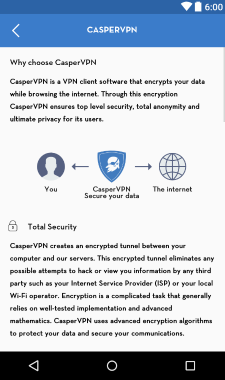 6:00
CASPERVPN
Why choose CasperVPN
CasperVPN is a VPN client software that encrypts your data
while browsing the internet. Through this encryption
CasperVPN ensures top level security, total anonymity and
ultimate privacy for its users.
You
CasperVPN
Secure your data
The internet
Total Security
CasperVPN creates an encrypted tunnel between your
computer and our servers. This encrypted tunnel eliminates any
possible attempts to hack or view you information by any third
party such as your Internet Service Provider (ISP) or your local
Wi-Fi operator. Encryption is a complicated task that generally
relies on well-tested implementation and advanced
mathematics. CasperVPN uses advanced encryption algorithms
to protect your data and secure your communications.